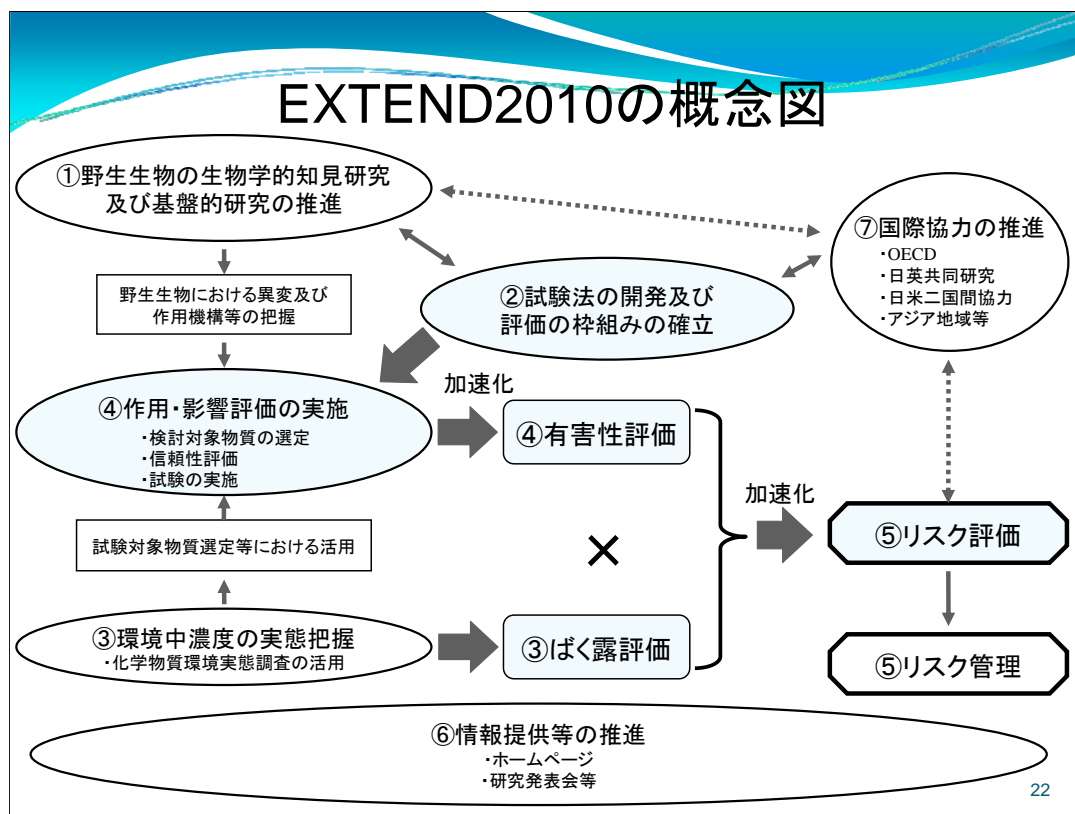 EXTEND2010の概念図
①野生生物の生物学的知見研究
及び基盤的研究の推進
⑦国際協力の推進
・OECD
・日英共同研究
・日米二国間協力
・アジア地域等
野生生物における異変及び
作用機構等の把握
②試験法の開発及び
評価の枠組みの確立
④作用・影響評価の実施
・検討対象物質の選定
・信頼性評価
・試験の実施
加速化
④有害性評価
加速化
⑤リスク評価
試験対象物質選定等における活用
×
③環境中濃度の実態把握
・化学物質環境実態調査の活用
③ばく露評価
⑤リスク管理
⑥情報提供等の推進
・ホームページ
・研究発表会等
22